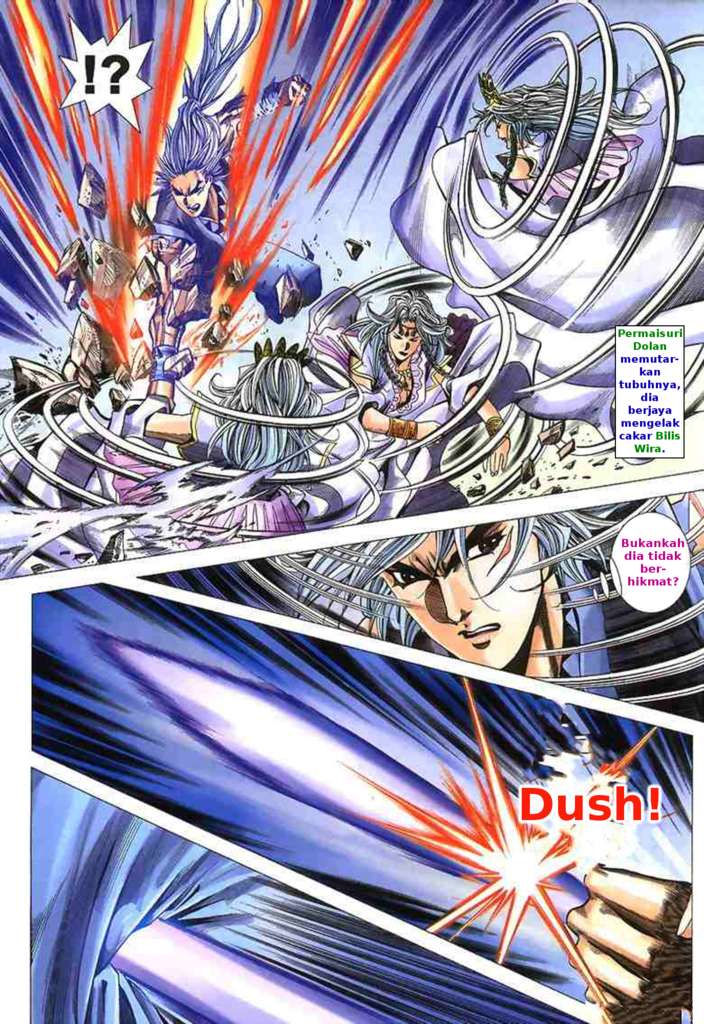 !?
Permaisuri
Dolan
memutar-
kan
tubuhnya,
dia
berjaya
mengelak
cakar Bilis
Wira.
Bukankah
dia tidak
ber-
hikmat?
Dush!